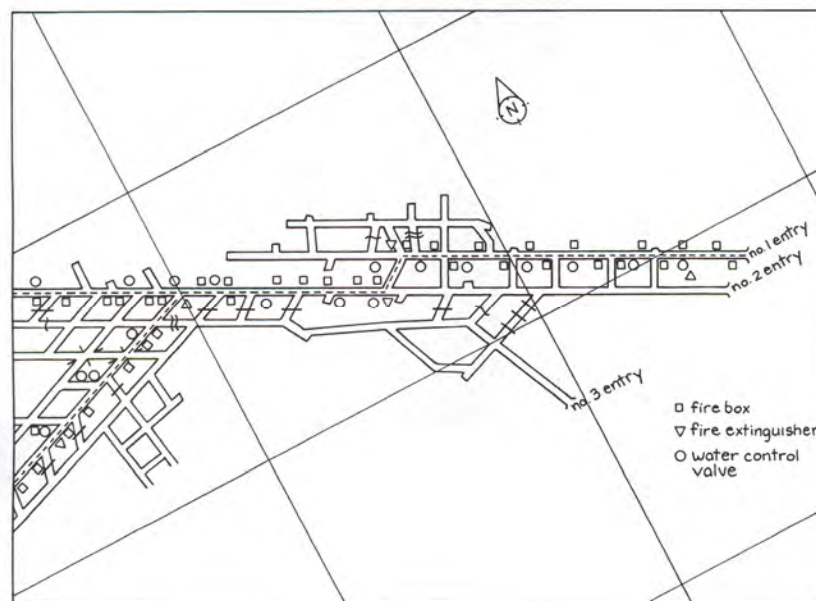 N
no. 1 entry
no. 2 entry
no. 3 entry
fire box
fire extinguisher
water control
valve